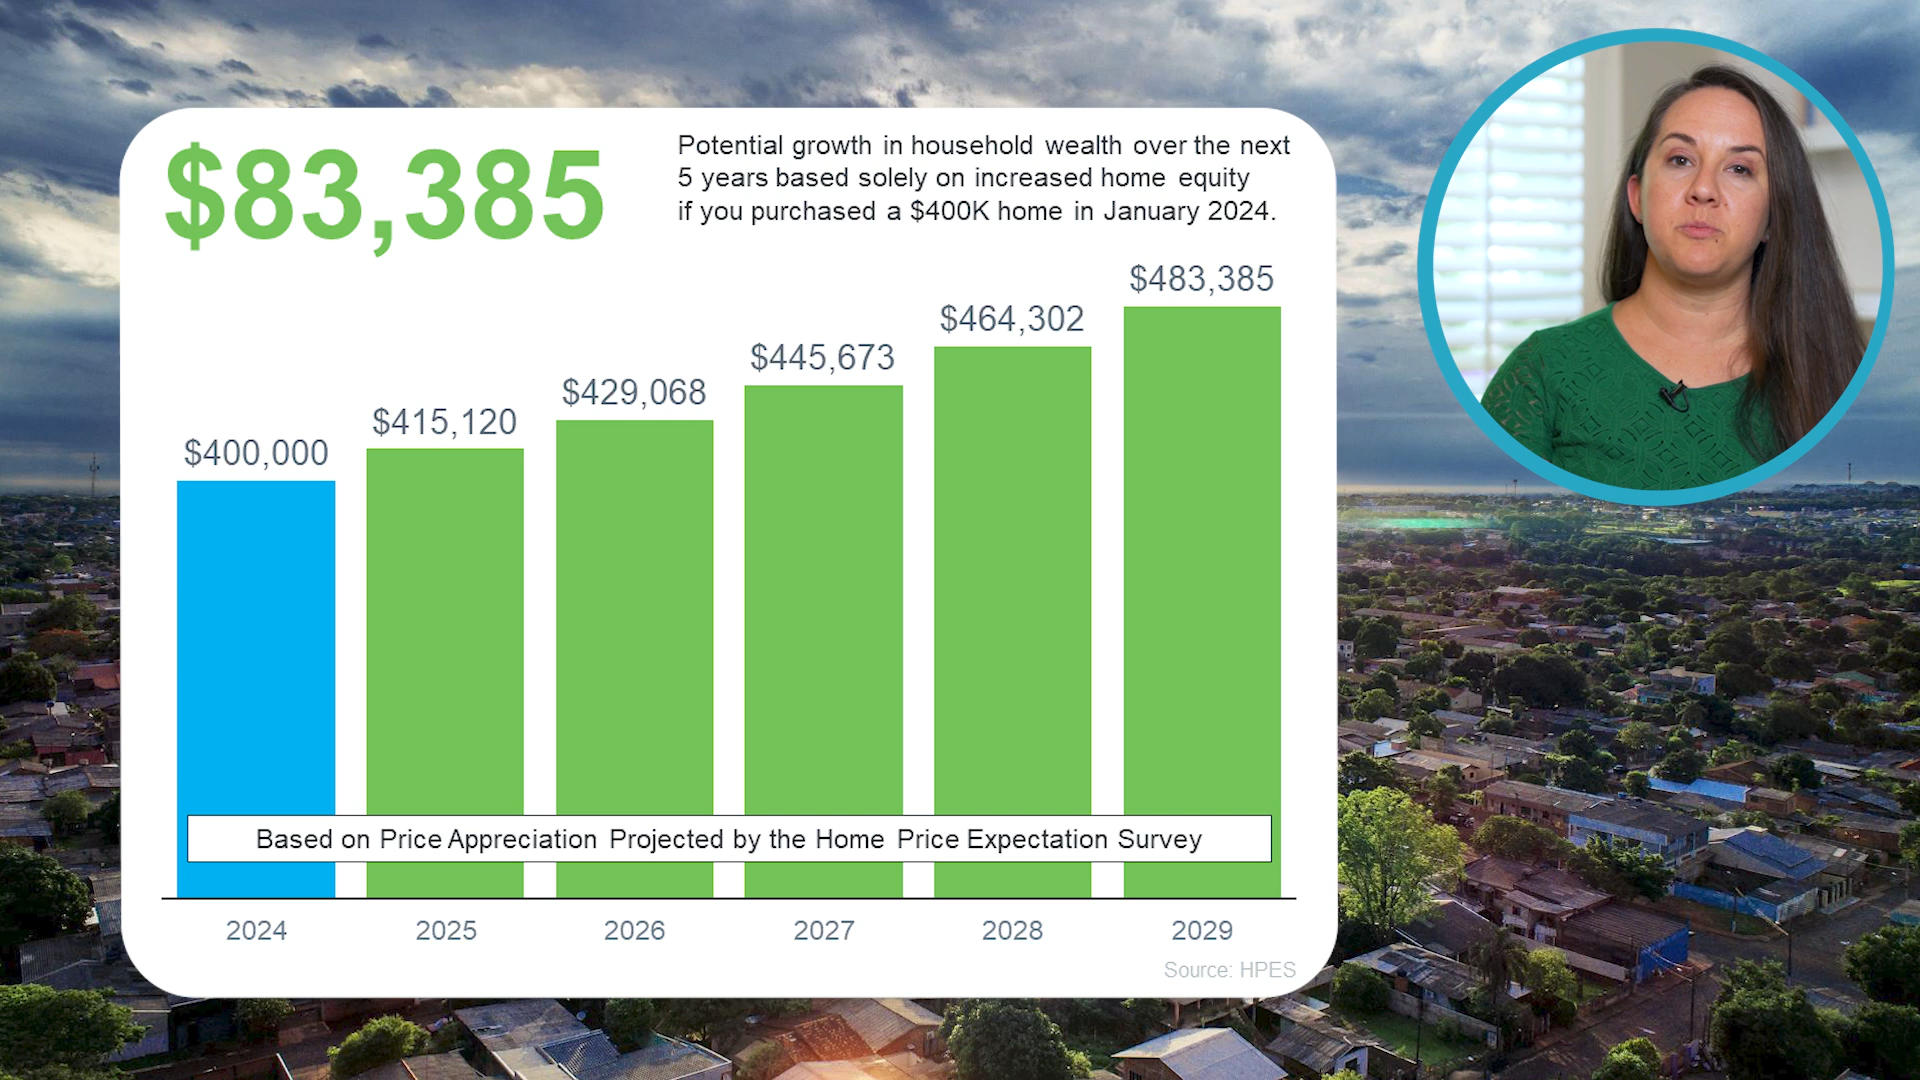 $83,385
Potential growth in household wealth over the next
5 years based solely on increased home equity
if you purchased a $400K home in January 2024.
$400,000
$415,120
$429,068
$445,673
$464,302
$483,385
Based on Price Appreciation Projected by the Home Price Expectation Survey
2024 2025 2026 2027 2028 2029
Source: HPES